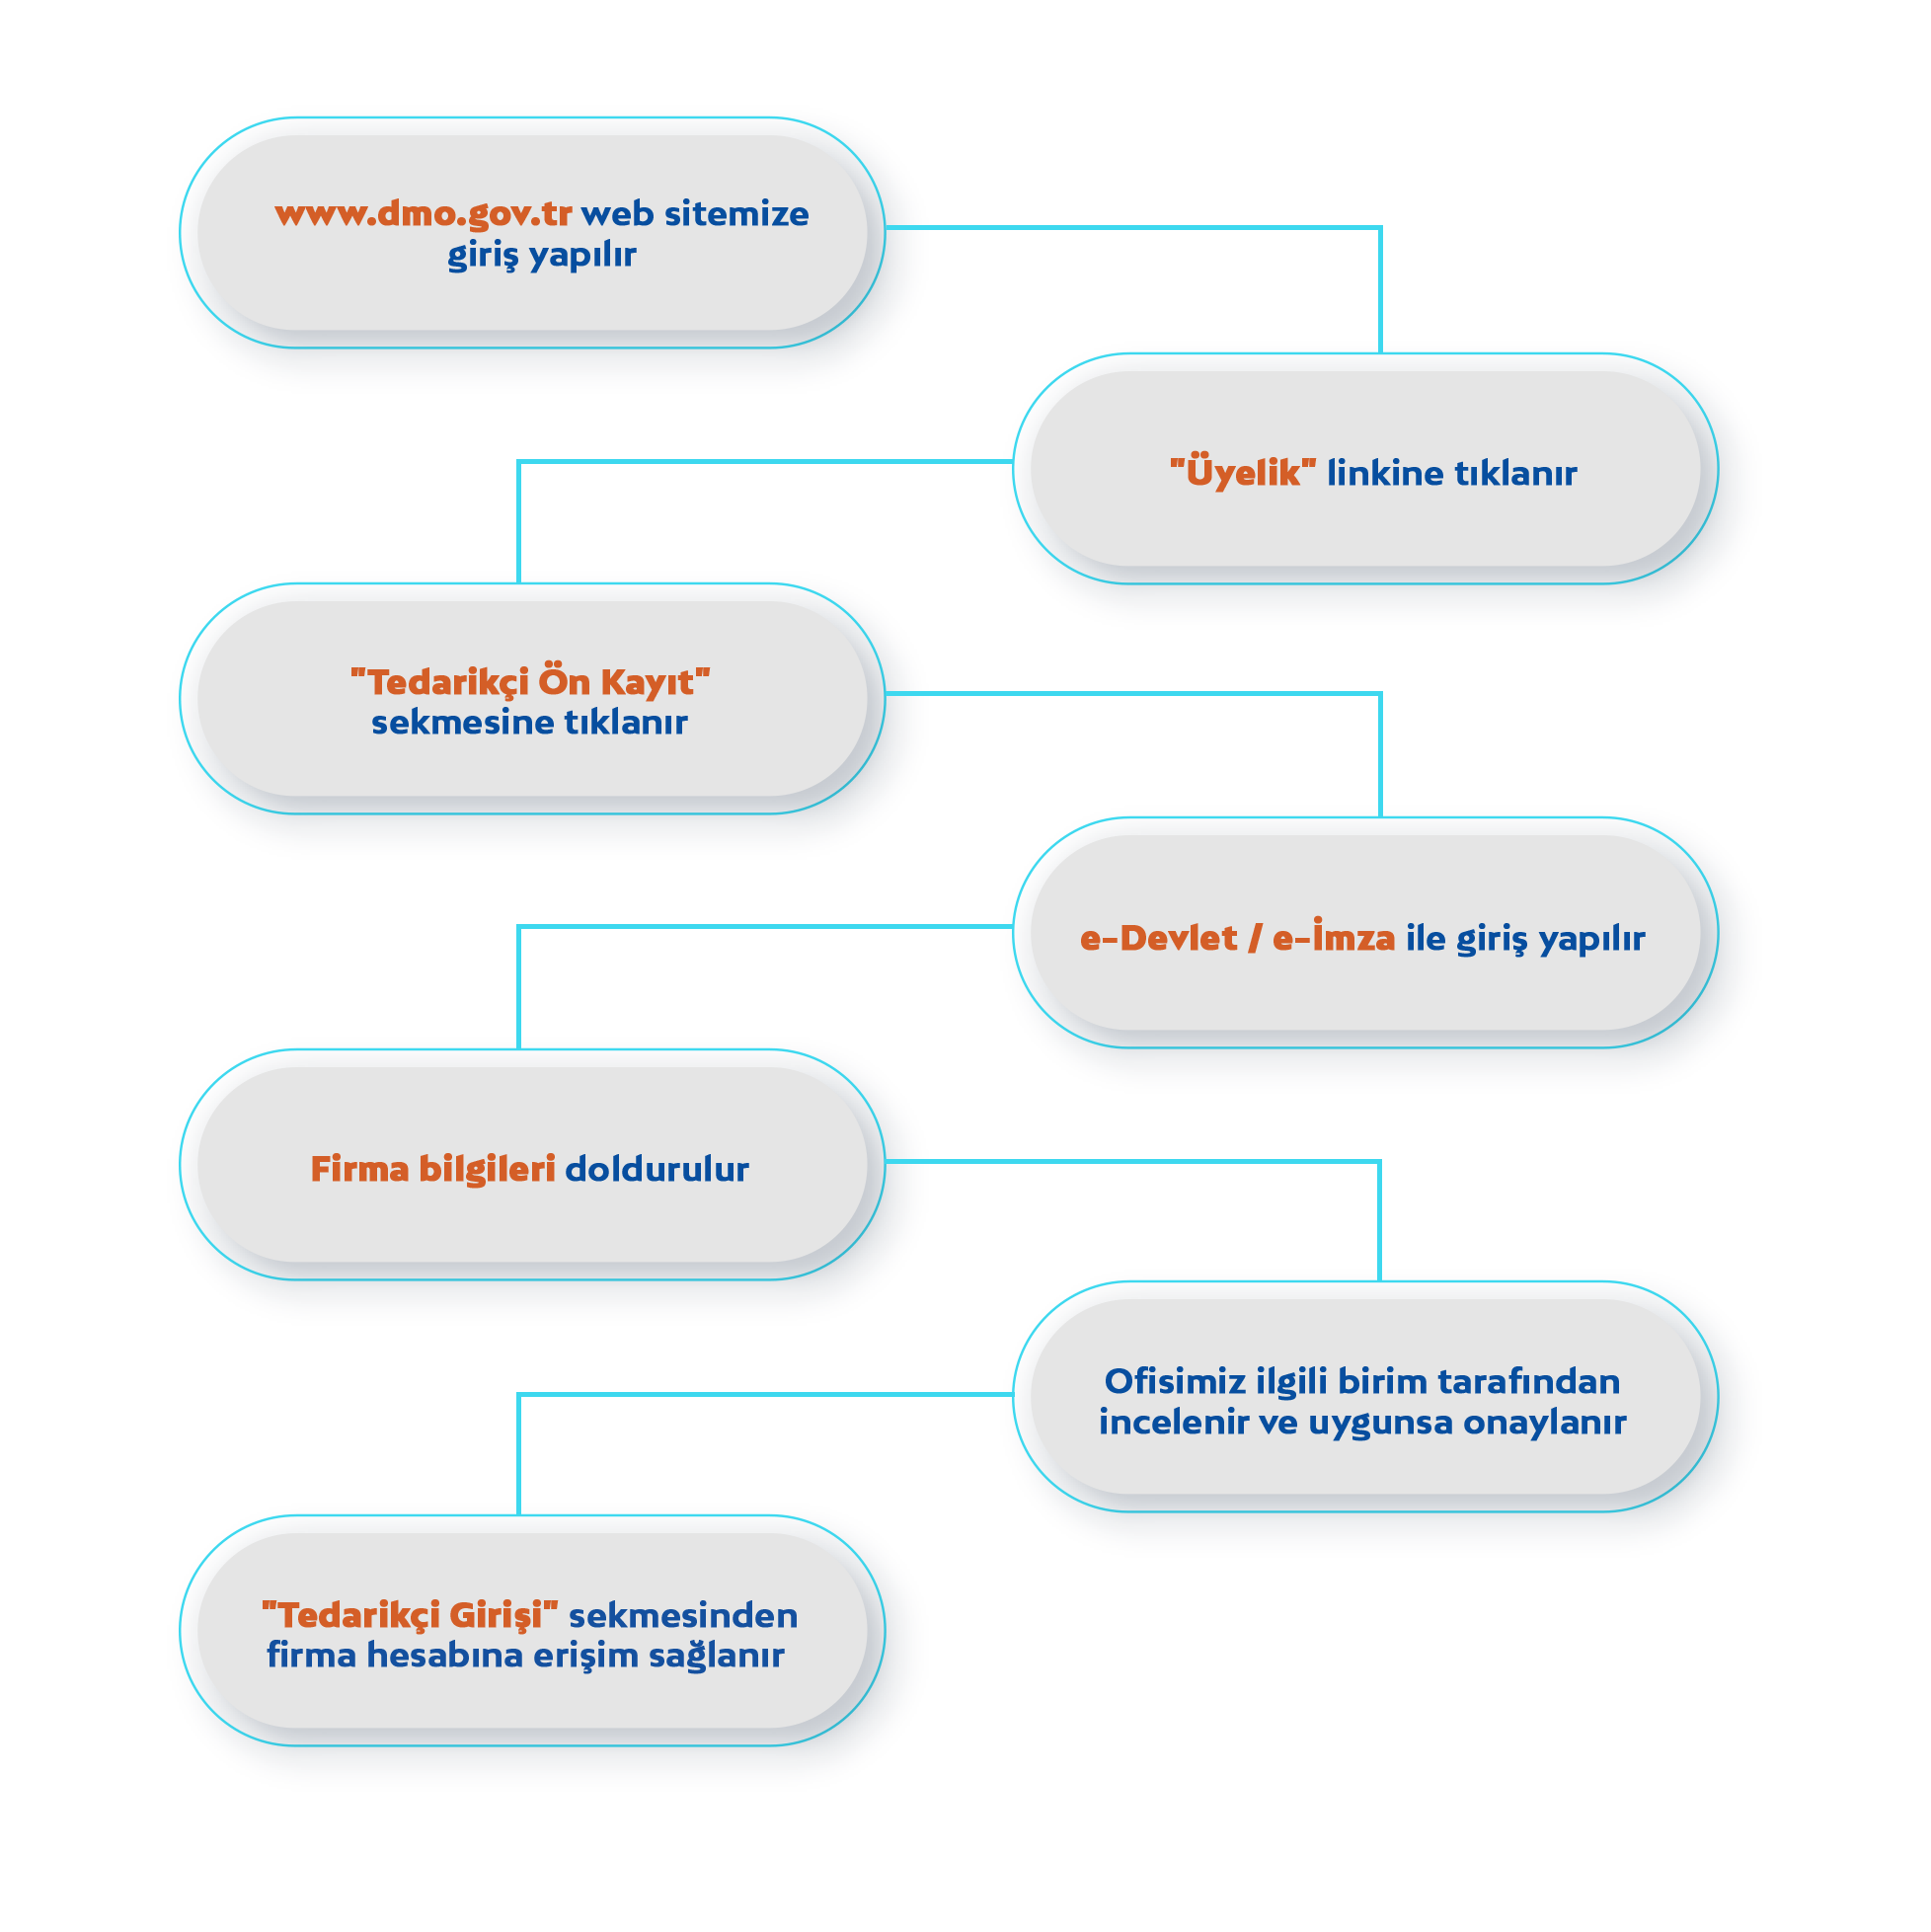 www.dmo.gov.tr web sitemize
giriş yapılır
"Üyelik" linkine tıklanır
"Tedarikçi Ön Kayıt"
sekmesine tıklanır
e-Devlet / e-İmza ile giriş yapılır
Firma bilgileri doldurulur
Ofisimiz ilgili birim tarafından
incelenir ve uygunsa onaylanır
"Tedarikçi Girişi" sekmesinden
firma hesabına erişim sağlanır